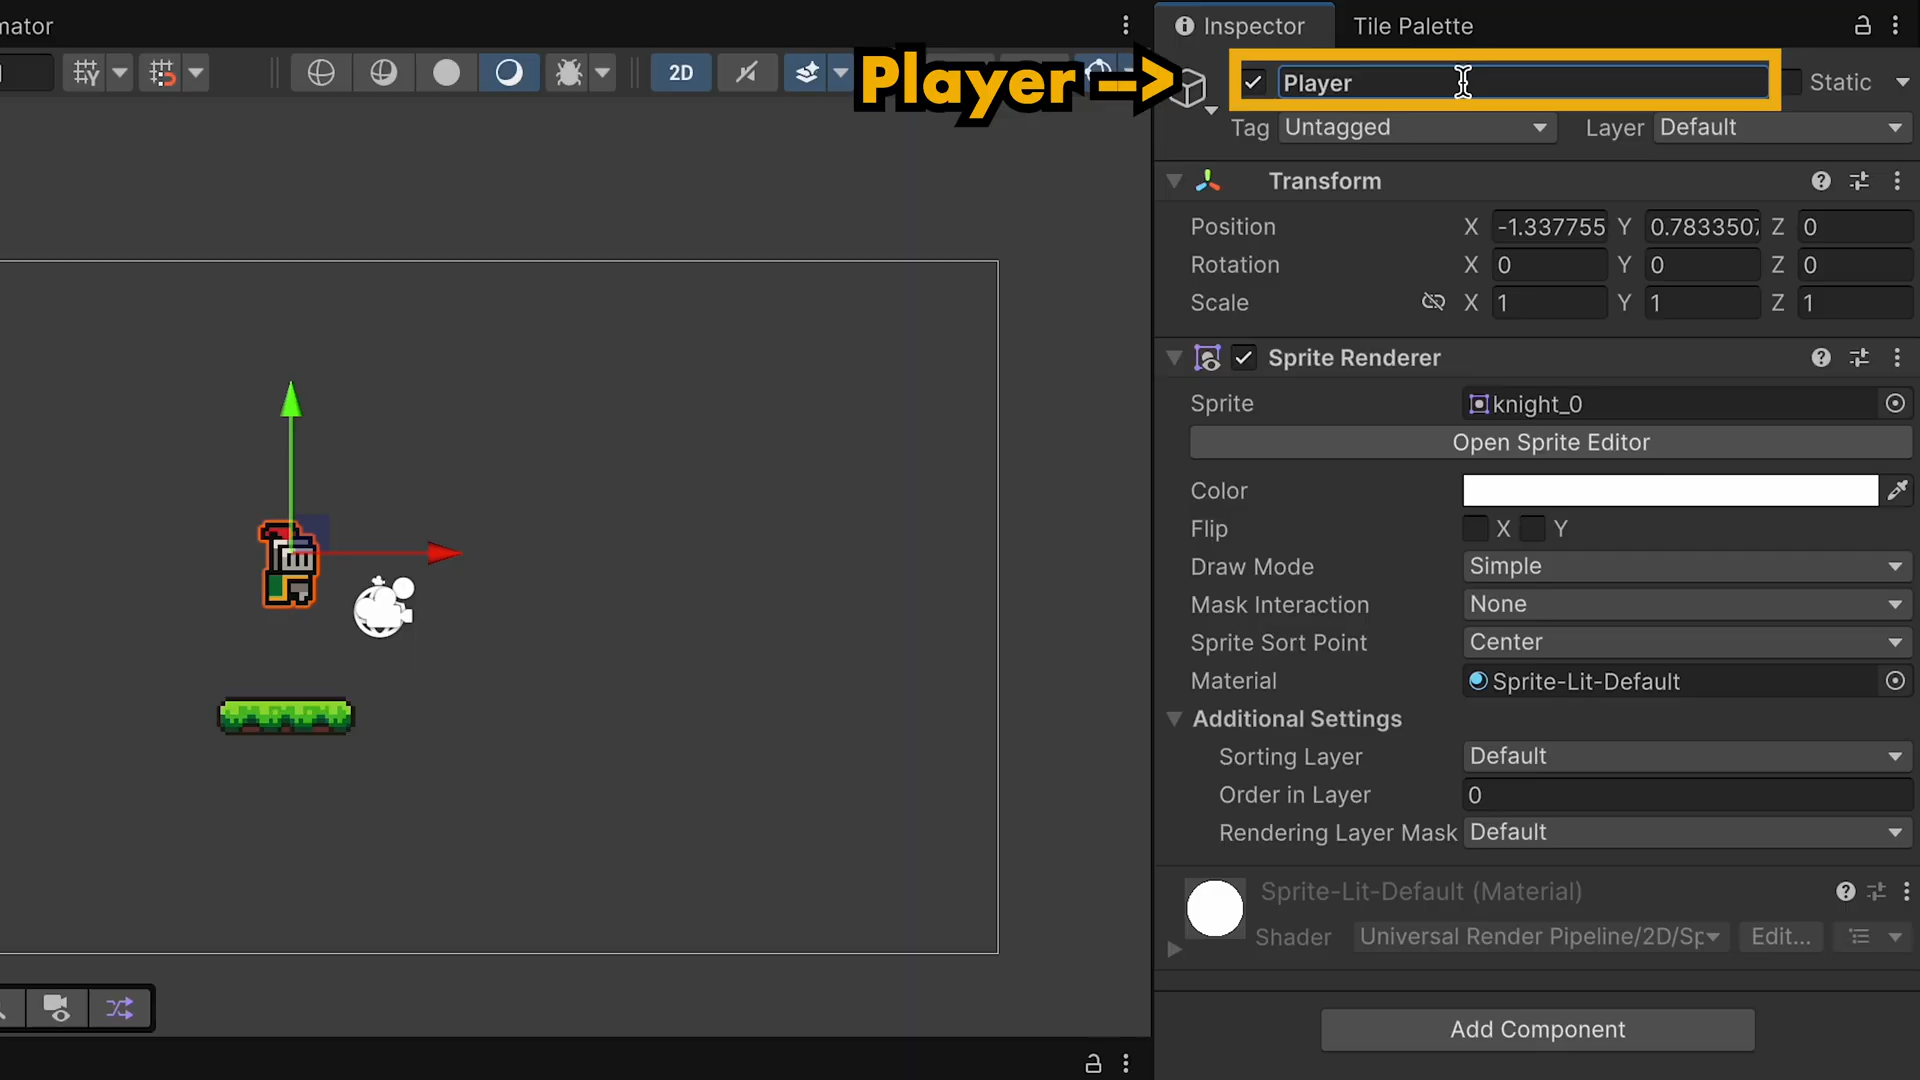 mator
Inspector
Tile Palette
2D
Player -->
Player
Static
Tag Untagged
Layer Default
Transform
Position X -1.337755 Y 0.7833507 Z 0
Rotation X 0 Y 0 Z 0
Scale X 1 Y 1 Z 1
Sprite Renderer
Sprite knight_0
Open Sprite Editor
Color
Flip X Y
Draw Mode Simple
Mask Interaction None
Sprite Sort Point Center
Material Sprite-Lit-Default
Additional Settings
Sorting Layer Default
Order in Layer 0
Rendering Layer Mask Default
Sprite-Lit-Default (Material)
Shader Universal Render Pipeline/2D/Sp Edit...
Add Component